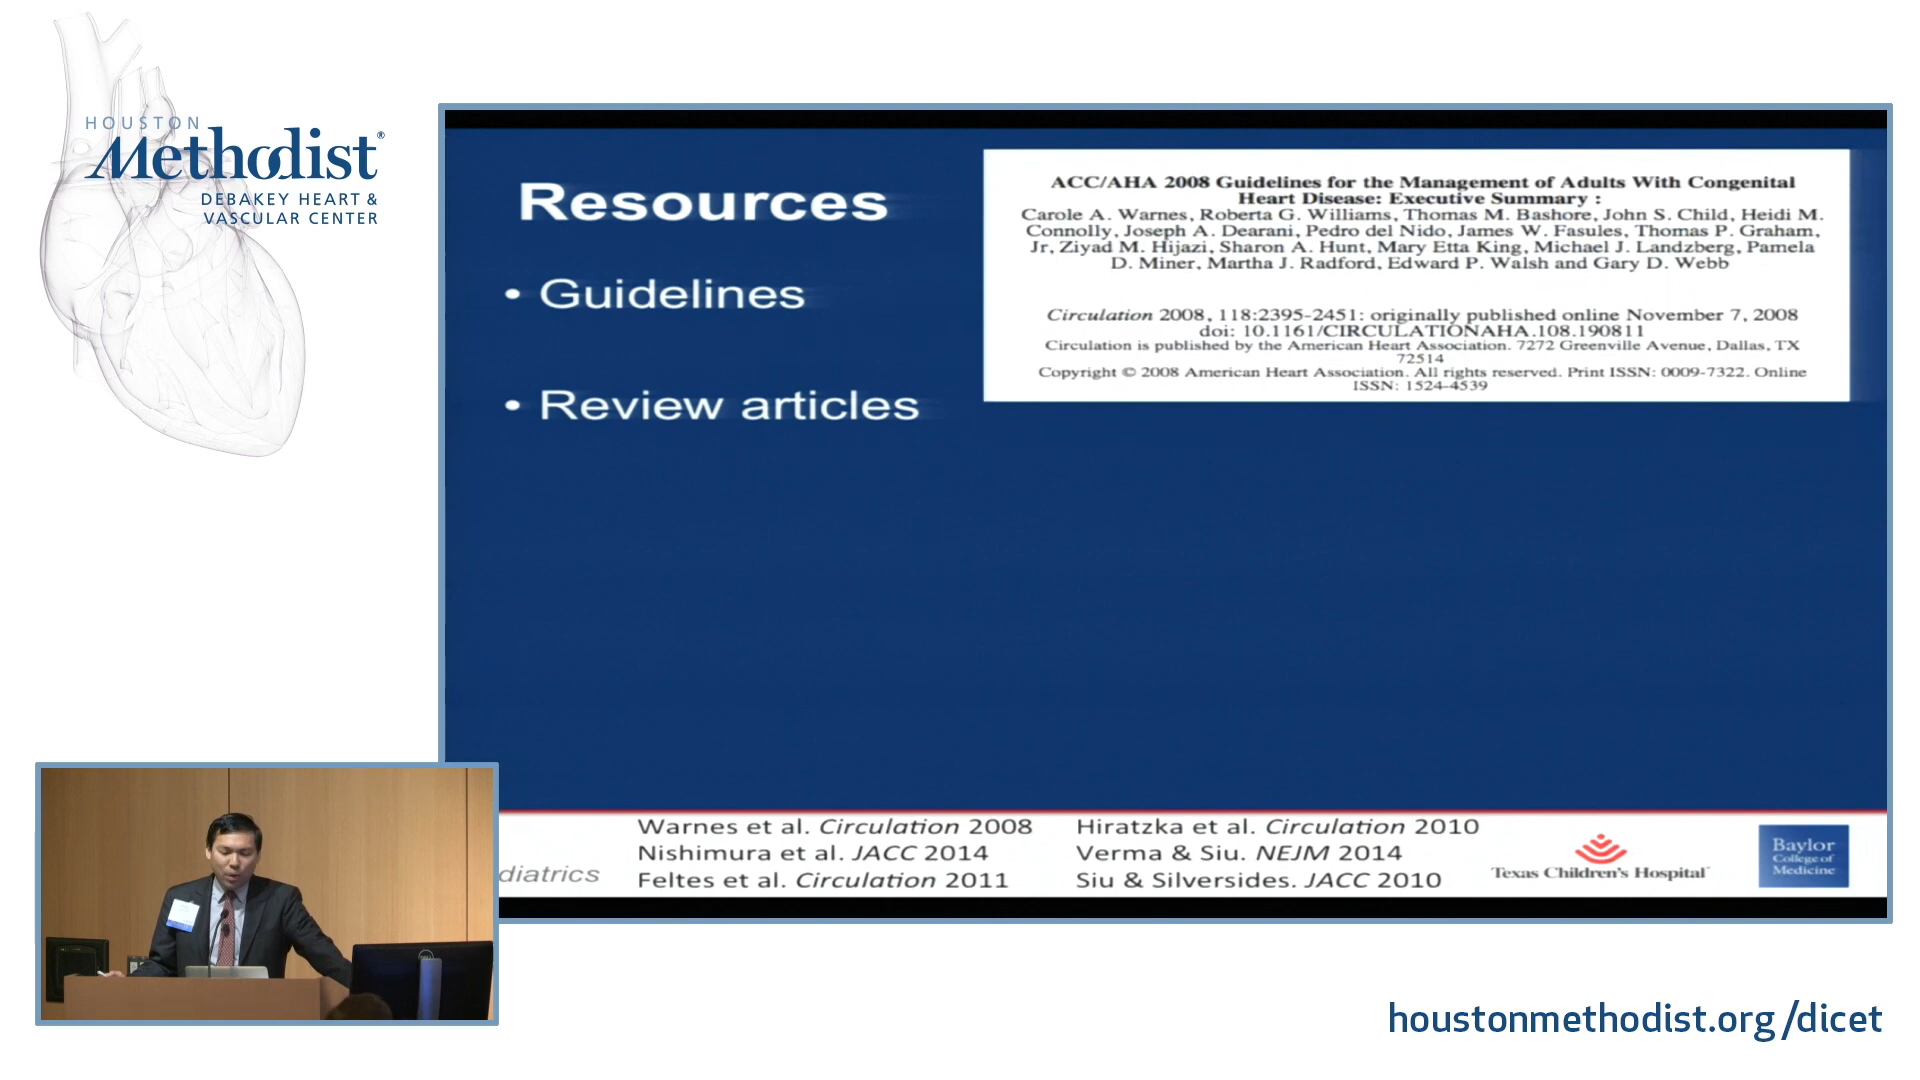 HOUSTON
Methodist®
DEBAKEY HEART &
VASCULAR CENTER
Resources
• Guidelines
• Review articles
ACC/AHA 2008 Guidelines for the Management of Adults With Congenital
Heart Disease: Executive Summary :
Carole A. Warnes, Roberta G. Williams, Thomas M. Bashore, John S. Child, Heidi M.
Connolly, Joseph A. Dearani, Pedro del Nido, James W. Fasules, Thomas P. Graham,
Jr, Ziyad M. Hijazi, Sharon A. Hunt, Mary Etta King, Michael J. Landzberg, Pamela
D. Miner, Martha J. Radford, Edward P. Walsh and Gary D. Webb
Circulation 2008, 118:2395-2451: originally published online November 7, 2008
doi: 10.1161/CIRCULATIONAHA.108.190811
Circulation is published by the American Heart Association. 7272 Greenville Avenue, Dallas, TX
72514
Copyright © 2008 American Heart Association. All rights reserved. Print ISSN: 0009-7322. Online
ISSN: 1524-4539
diatrics
Warnes et al. Circulation 2008
Nishimura et al. JACC 2014
Feltes et al. Circulation 2011
Hiratzka et al. Circulation 2010
Verma & Siu. NEJM 2014
Siu & Silversides. JACC 2010
Texas Children's Hospital
Baylor
College of
Medicine
houstonmethodist.org/dicet